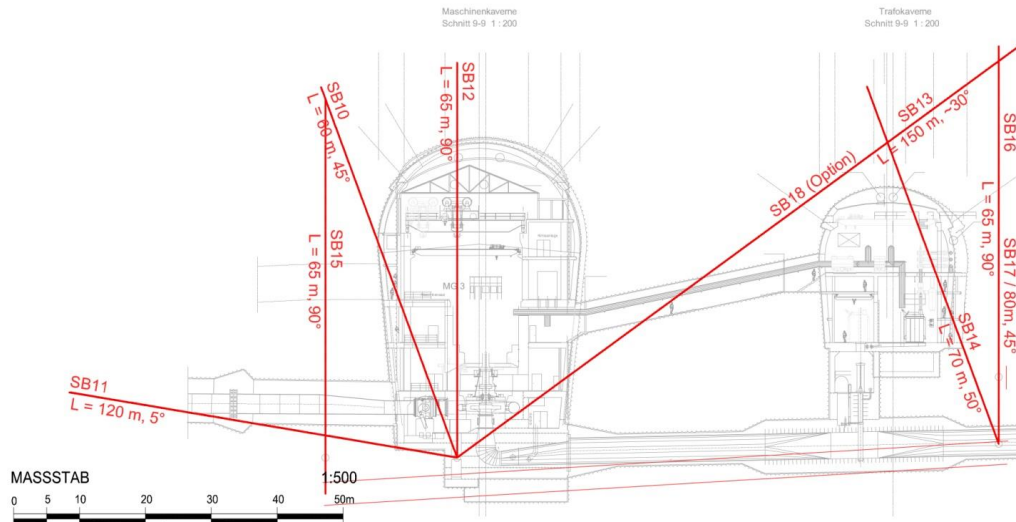 Maschinenkaverne
Schnitt 9-9 1 : 200
Trafokaverne
Schnitt 9-9 1 : 200
SB10
L = 60 m, 45°
SB12
L = 65 m, 90°
SB13
L = 150 m, ~30°
SB16
L = 65 m, 90°
SB18 (Option)
SB15
L = 65 m, 90°
MG 3
SB17 / 80m, 45°
SB14
L = 70 m, 50°
SB11
L = 120 m, 5°
MASSSTAB
1:500
0 5 10 20 30 40 50m